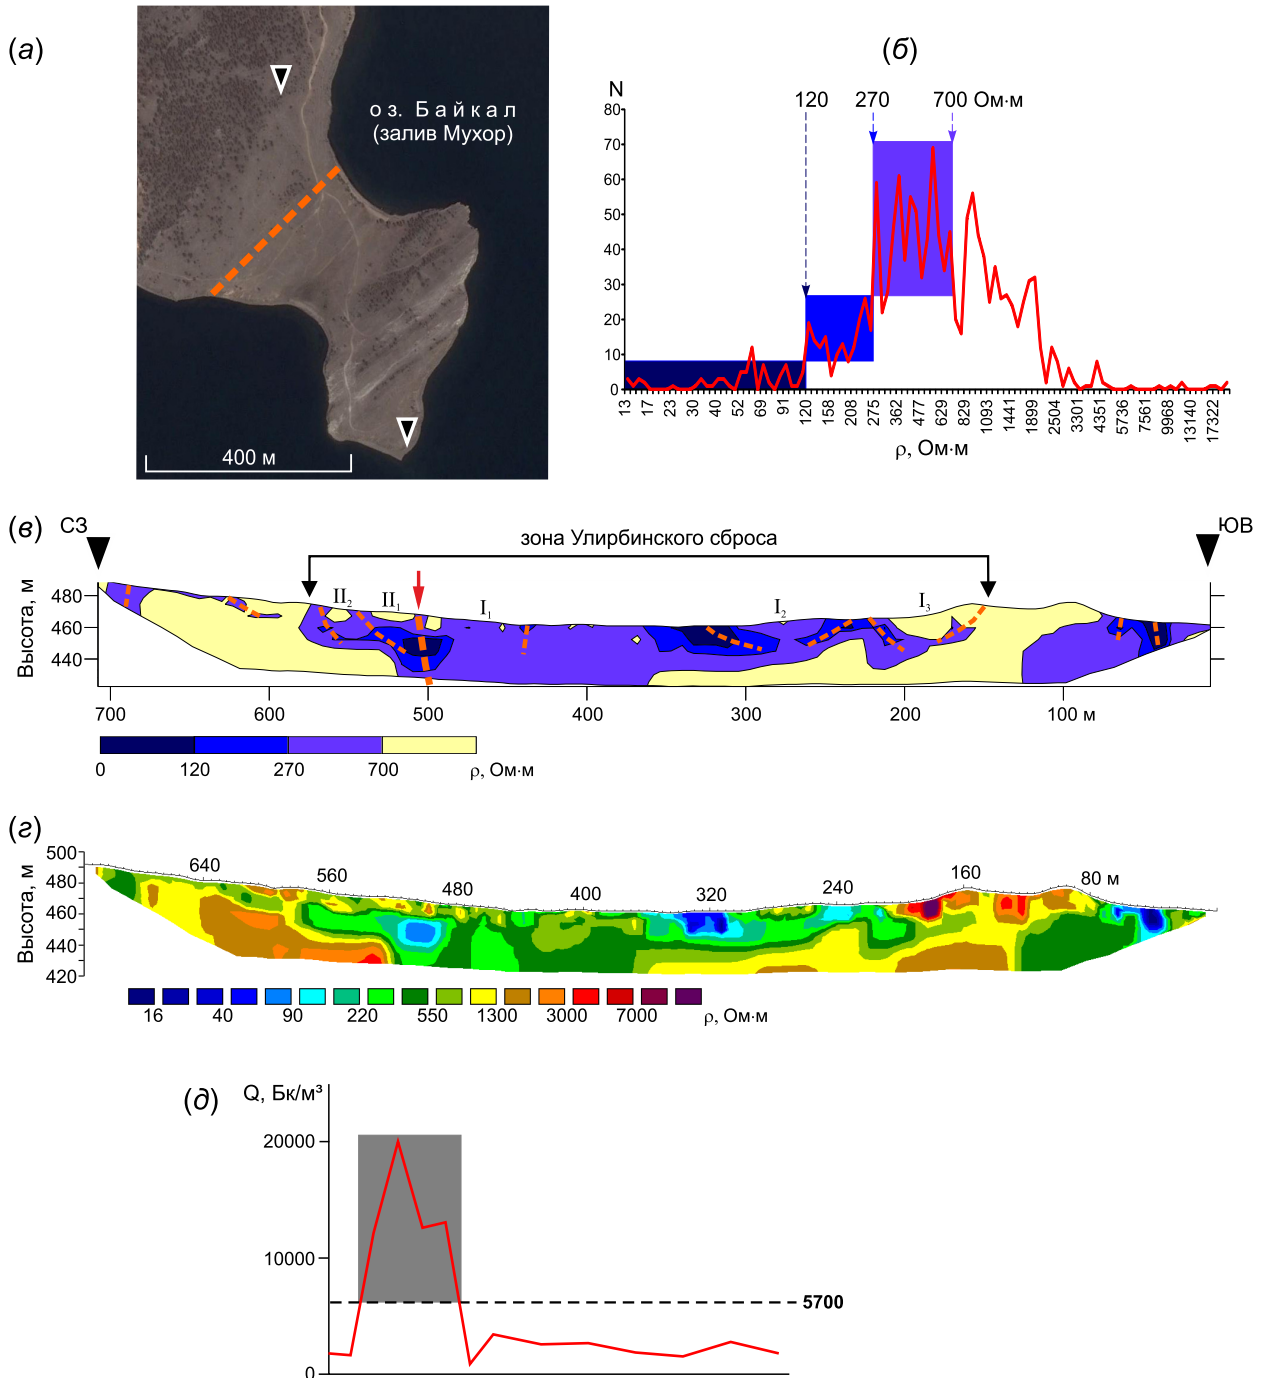 (а)
оз. Байкал
(залив Мухор)
400 м
(б)
N
120 270 700 Ом·м
80
70
60
50
40
30
20
10
0
13 17 23 30 40 52 69 91 120 158 208 275 362 477 629 829 1093 1441 1899 2504 3301 4351 5736 7561 9968 13140 17322
ρ, Ом·м
(в)
СЗ
ЮВ
зона Улирбинского сброса
Высота, м
480
460
440
II₂ II₁ I₁ I₂ I₃
700 600 500 400 300 200 100 м
0 120 270 700 ρ, Ом·м
(г)
Высота, м
500
480
460
440
420
640 560 480 400 320 240 160 80 м
16 40 90 220 550 1300 3000 7000 ρ, Ом·м
(д)
Q, Бк/м³
20000
10000
5700
0